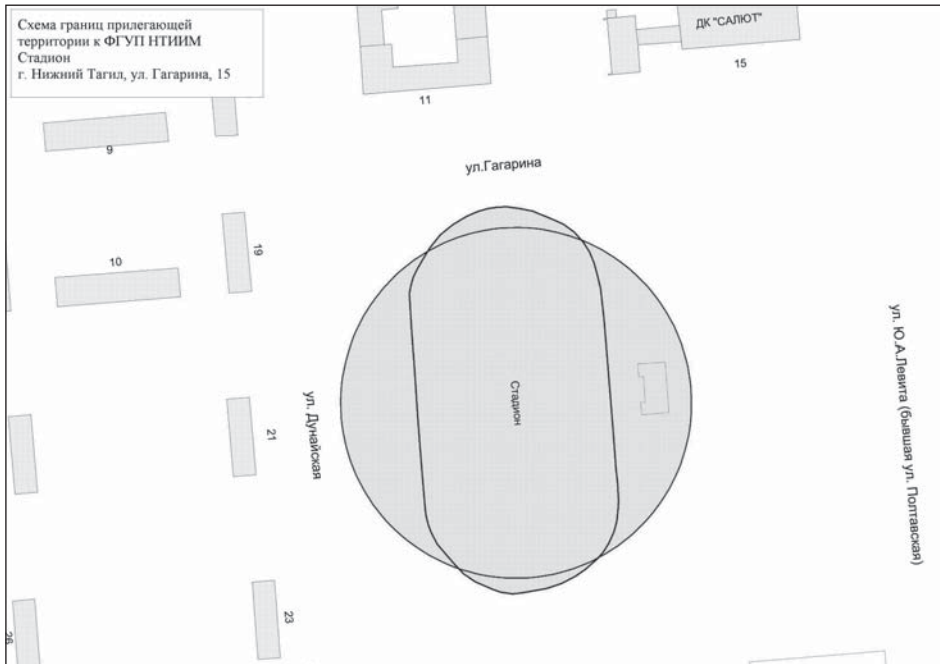 Схема границ прилегающей
территории к ФГУП НТИИМ
Стадион
г. Нижний Тагил, ул. Гагарина, 15
ДК "САЛЮТ"
15
11
9
ул.Гагарина
19
10
Стадион
ул. Ю.А.Левита (бывшая ул. Полтавская)
ул. Дунайская
21
23
26